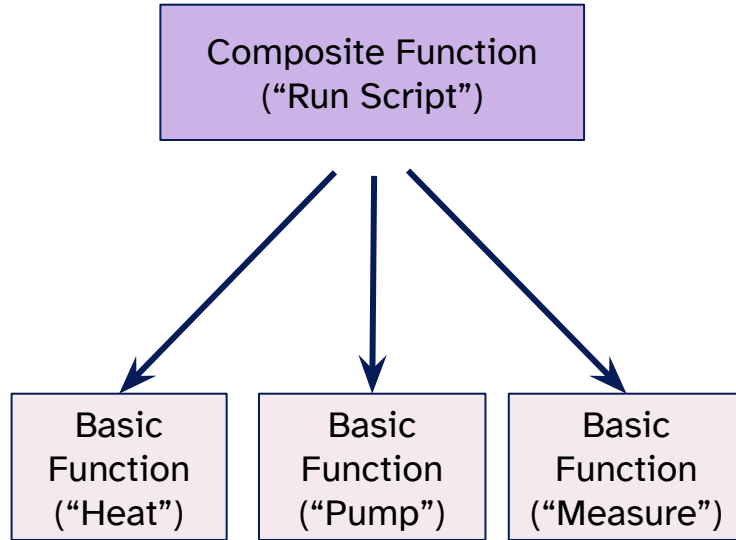 Composite Function
(“Run Script”)
Basic
Function
(“Heat”)
Basic
Function
(“Pump”)
Basic
Function
(“Measure”)